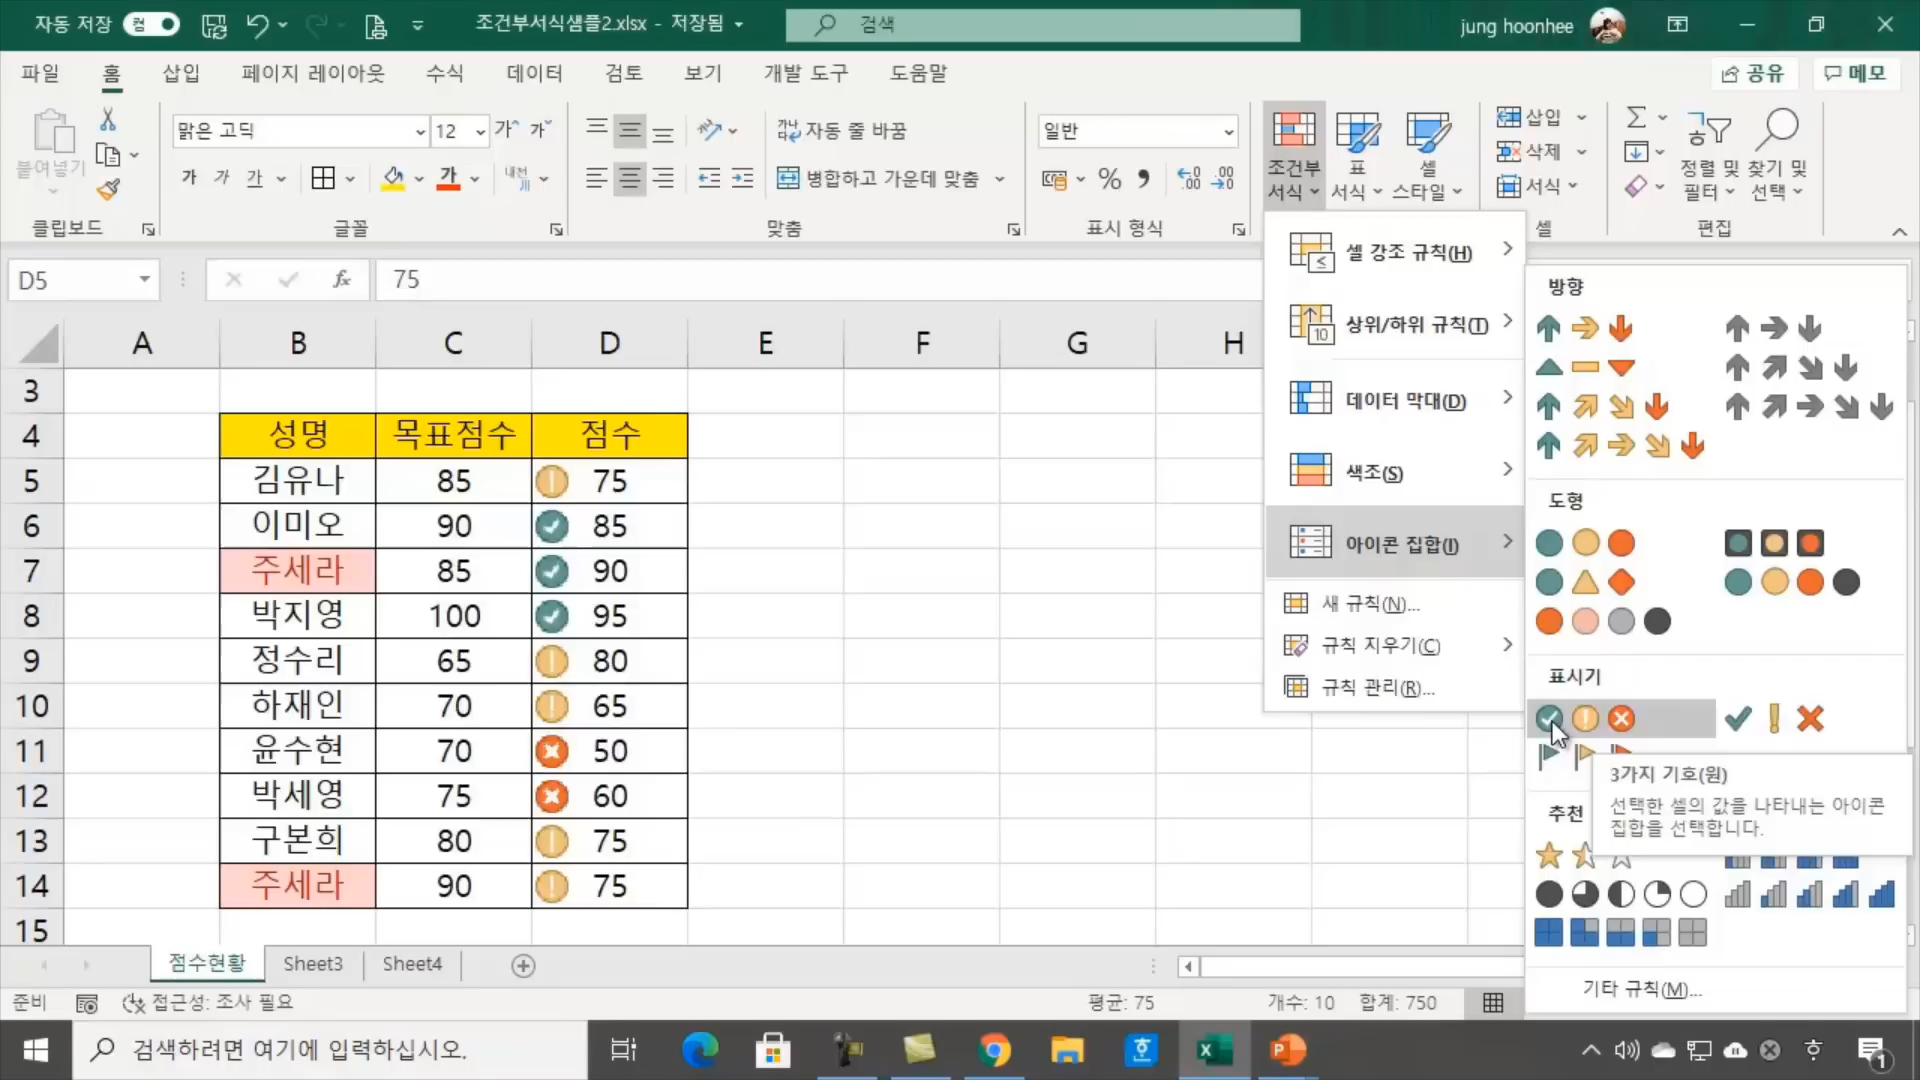 자동 저장 컴 조건부서식샘플2.xlsx - 저장됨 검색 jung hoonhee
파일 홈 삽입 페이지 레이아웃 수식 데이터 검토 보기 개발 도구 도움말 공유 메모
붙여넣기
클립보드
맑은 고딕 12 가 가
가 가 가 가 내천
글꼴
자동 줄 바꿈
병합하고 가운데 맞춤
맞춤
일반
% 9 .00 .00
표시 형식
조건부 서식
표 서식
셀 스타일
삽입
삭제
서식
셀
정렬 및 필터
찾기 및 선택
편집
D5 fx 75
셀 강조 규칙(H)
상위/하위 규칙(T)
10
데이터 막대(D)
색조(S)
아이콘 집합(I)
새 규칙(N)...
규칙 지우기(C)
규칙 관리(R)...
방향
도형
표시기
3가지 기호(원)
선택한 셀의 값을 나타내는 아이콘
집합을 선택합니다.
추천
기타 규칙(M)...
A B C D E F G H
3
4 성명 목표점수 점수
5 김유나 85 75
6 이미오 90 85
7 주세라 85 90
8 박지영 100 95
9 정수리 65 80
10 하재인 70 65
11 윤수현 70 50
12 박세영 75 60
13 구본희 80 75
14 주세라 90 75
15
점수현황 Sheet3 Sheet4
준비 접근성: 조사 필요 평균: 75 개수: 10 합계: 750
검색하려면 여기에 입력하십시오. 호 1